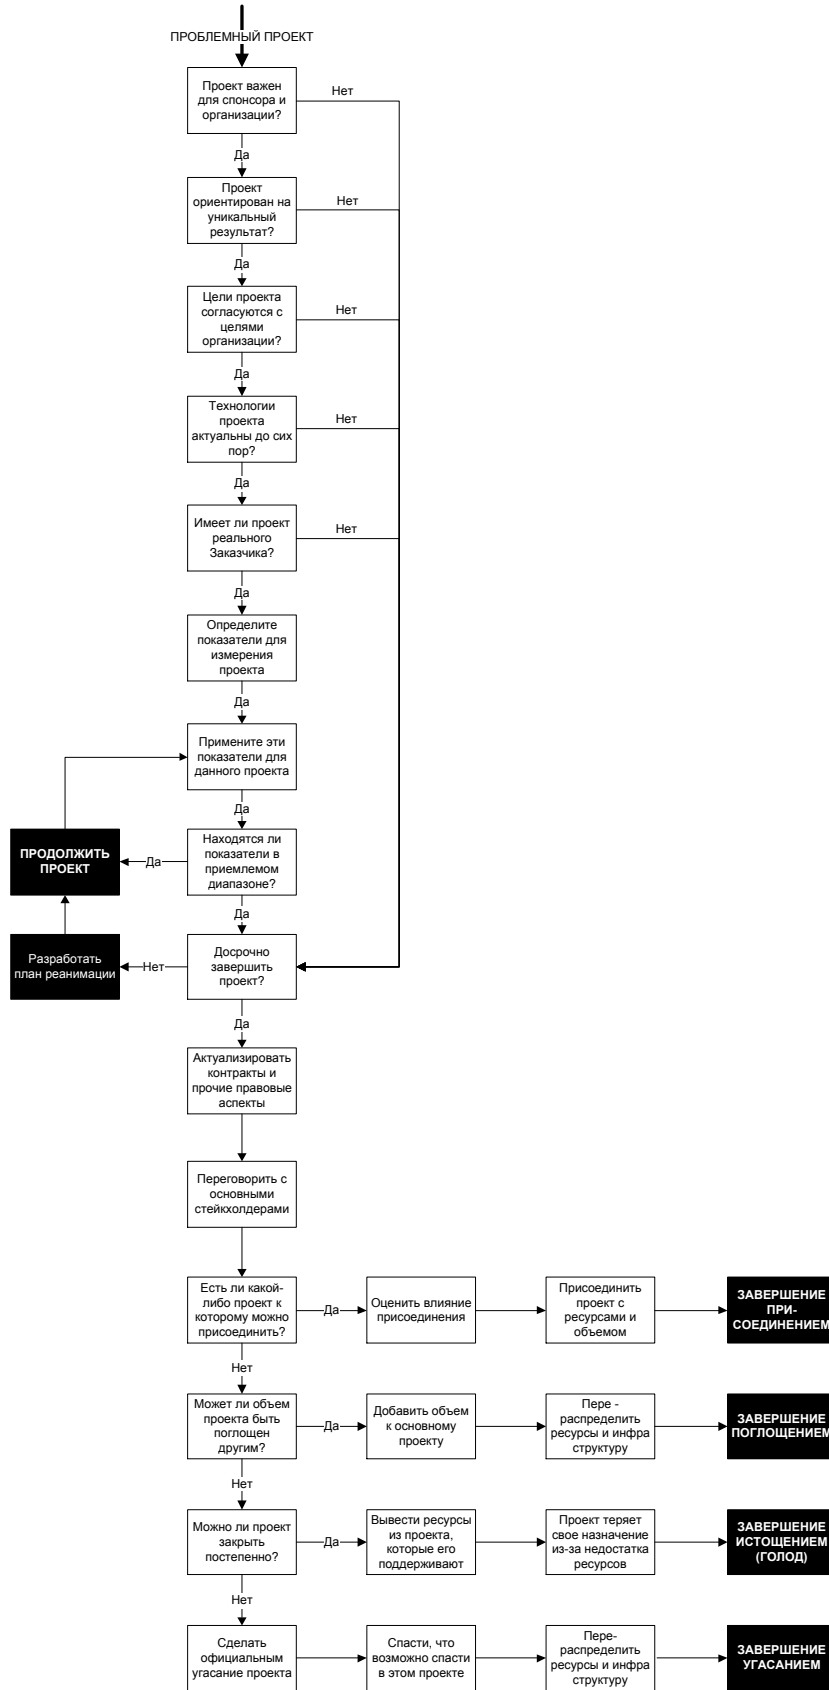 ПРОБЛЕМНЫЙ ПРОЕКТ
Проект важен
для спонсора и
организации?
Нет
Да
Проект
ориентирован на
уникальный
результат?
Нет
Да
Цели проекта
согласуются с
целями
организации?
Нет
Да
Технологии
проекта
актуальны до сих
пор?
Нет
Да
Имеет ли проект
реального
Заказчика?
Нет
Да
Определите
показатели для
измерения
проекта
Да
Примените эти
показатели для
данного проекта
Да
Находятся ли
показатели в
приемлемом
диапазоне?
Да
ПРОДОЛЖИТЬ
ПРОЕКТ
Да
Досрочно
завершить
проект?
Нет
Разработать
план реанимации
Да
Актуализировать
контракты и
прочие правовые
аспекты
Переговорить с
основными
стейкхолдерами
Есть ли какой-
либо проект к
которому можно
присоединить?
Да
Оценить влияние
присоединения
Присоединить
проект с
ресурсами и
объемом
ЗАВЕРШЕНИЕ
ПРИ-
СОЕДИНЕНИЕМ
Нет
Может ли объем
проекта быть
поглощен
другим?
Да
Добавить объем
к основному
проекту
Пере -
распределить
ресурсы и инфра
структуру
ЗАВЕРШЕНИЕ
ПОГЛОЩЕНИЕМ
Нет
Можно ли проект
закрыть
постепенно?
Да
Вывести ресурсы
из проекта,
которые его
поддерживают
Проект теряет
свое назначение
из-за недостатка
ресурсов
ЗАВЕРШЕНИЕ
ИСТОЩЕНИЕМ
(ГОЛОД)
Нет
Сделать
официальным
угасание проекта
Спасти, что
возможно спасти
в этом проекте
Пере-
распределить
ресурсы и инфра
структуру
ЗАВЕРШЕНИЕ
УГАСАНИЕМ